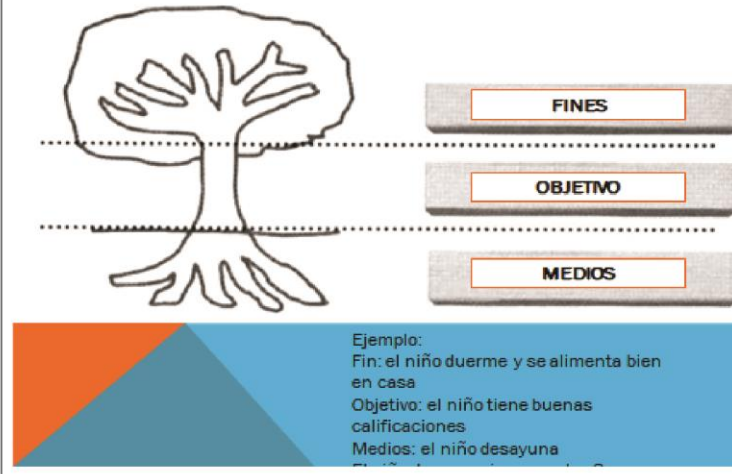 FINES
OBJETIVO
MEDIOS
Ejemplo:
Fin: el niño duerme y se alimenta bien
en casa
Objetivo: el niño tiene buenas
calificaciones
Medios: el niño desayuna